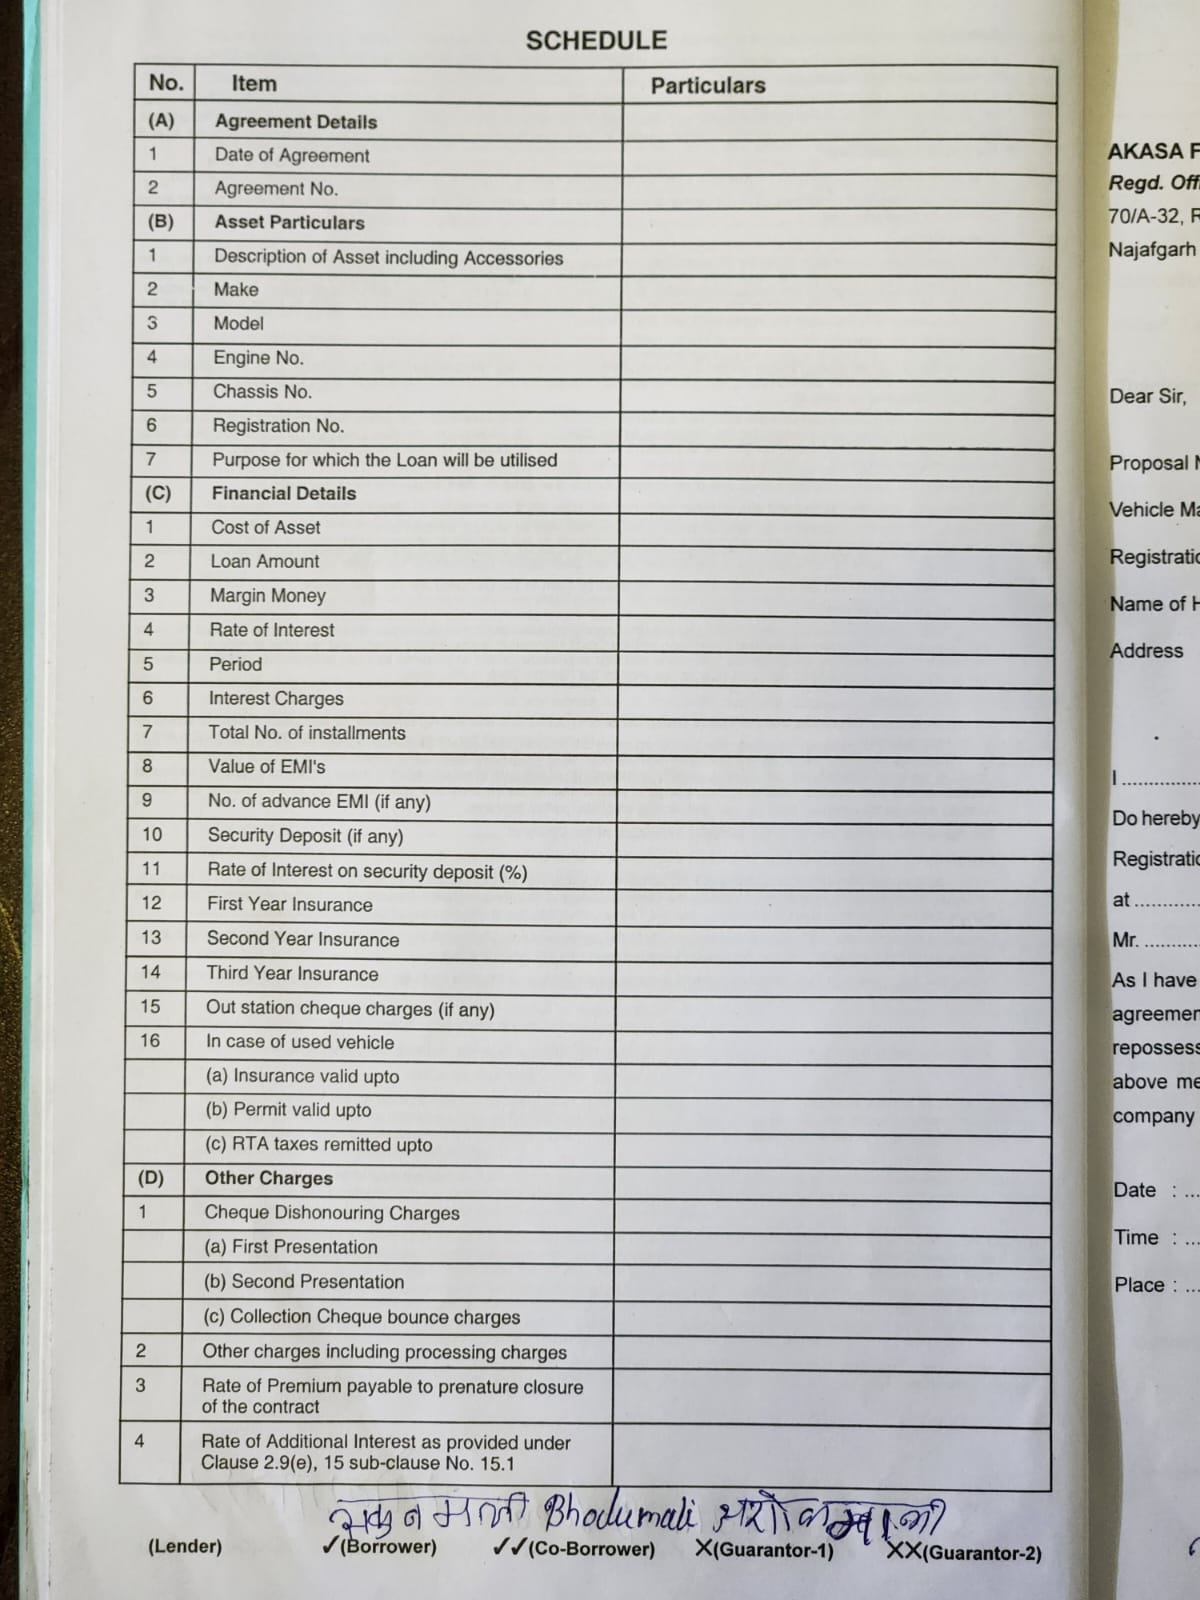 SCHEDULE
No. Item Particulars
(A) Agreement Details
1 Date of Agreement
2 Agreement No.
(B) Asset Particulars
1 Description of Asset including Accessories
2 Make
3 Model
4 Engine No.
5 Chassis No.
6 Registration No.
7 Purpose for which the Loan will be utilised
(C) Financial Details
1 Cost of Asset
2 Loan Amount
3 Margin Money
4 Rate of Interest
5 Period
6 Interest Charges
7 Total No. of installments
8 Value of EMI's
9 No. of advance EMI (if any)
10 Security Deposit (if any)
11 Rate of Interest on security deposit (%)
12 First Year Insurance
13 Second Year Insurance
14 Third Year Insurance
15 Out station cheque charges (if any)
16 In case of used vehicle
(a) Insurance valid upto
(b) Permit valid upto
(c) RTA taxes remitted upto
(D) Other Charges
1 Cheque Dishonouring Charges
(a) First Presentation
(b) Second Presentation
(c) Collection Cheque bounce charges
2 Other charges including processing charges
3 Rate of Premium payable to prenature closure
of the contract
4 Rate of Additional Interest as provided under
Clause 2.9(e), 15 sub-clause No. 15.1
Bhodumali
(Lender) ✓(Borrower) ✓✓(Co-Borrower) X(Guarantor-1) XX(Guarantor-2)
AKASA F
Regd. Off
70/A-32,
Najafgarh
Dear Sir,
Proposal
Vehicle
Name of
Address
I ..............
Do hereby
at ...........
Mr. ..........
As I have
above
company
Date : ...
Time : ...
Place : ...